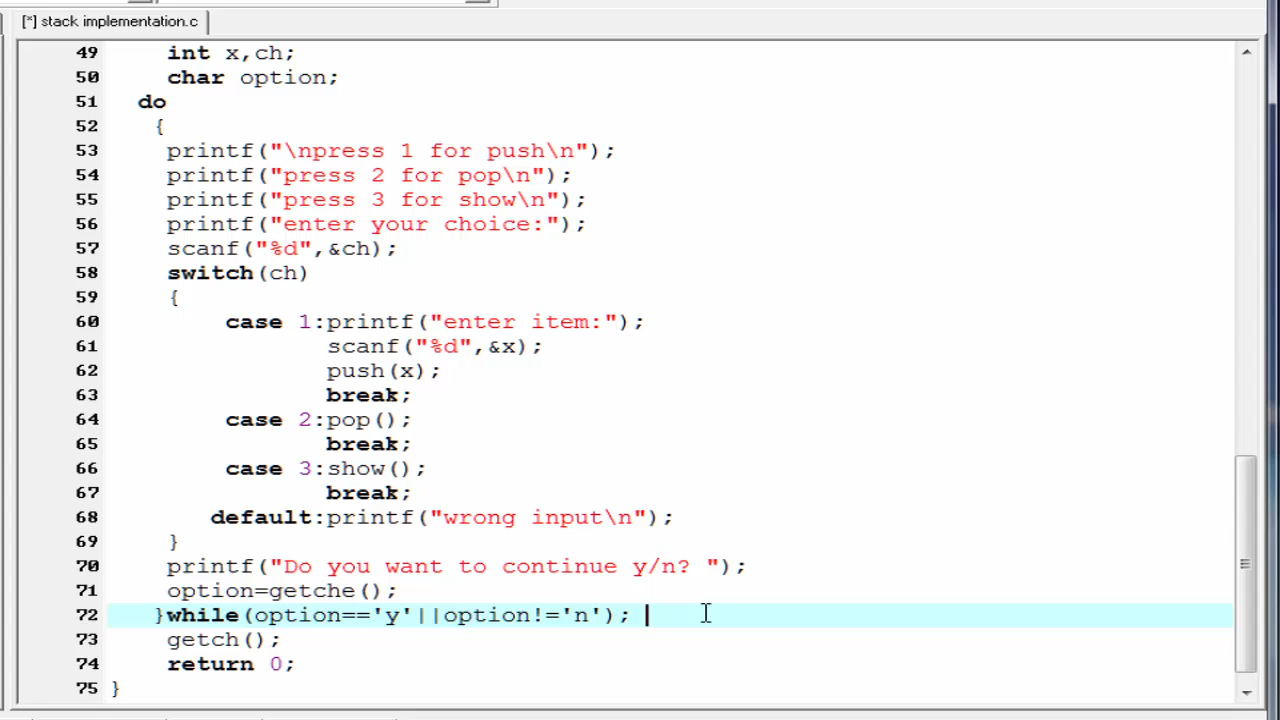 [*] stack implementation.c
49 int x,ch;
50 char option;
51 do
52 {
53 printf("\npress 1 for push\n");
54 printf("press 2 for pop\n");
55 printf("press 3 for show\n");
56 printf("enter your choice:");
57 scanf("%d",&ch);
58 switch(ch)
59 {
60 case 1:printf("enter item:");
61 scanf("%d",&x);
62 push(x);
63 break;
64 case 2:pop();
65 break;
66 case 3:show();
67 break;
68 default:printf("wrong input\n");
69 }
70 printf("Do you want to continue y/n? ");
71 option=getche();
72 }while(option=='y'||option!='n');
73 getch();
74 return 0;
75 }